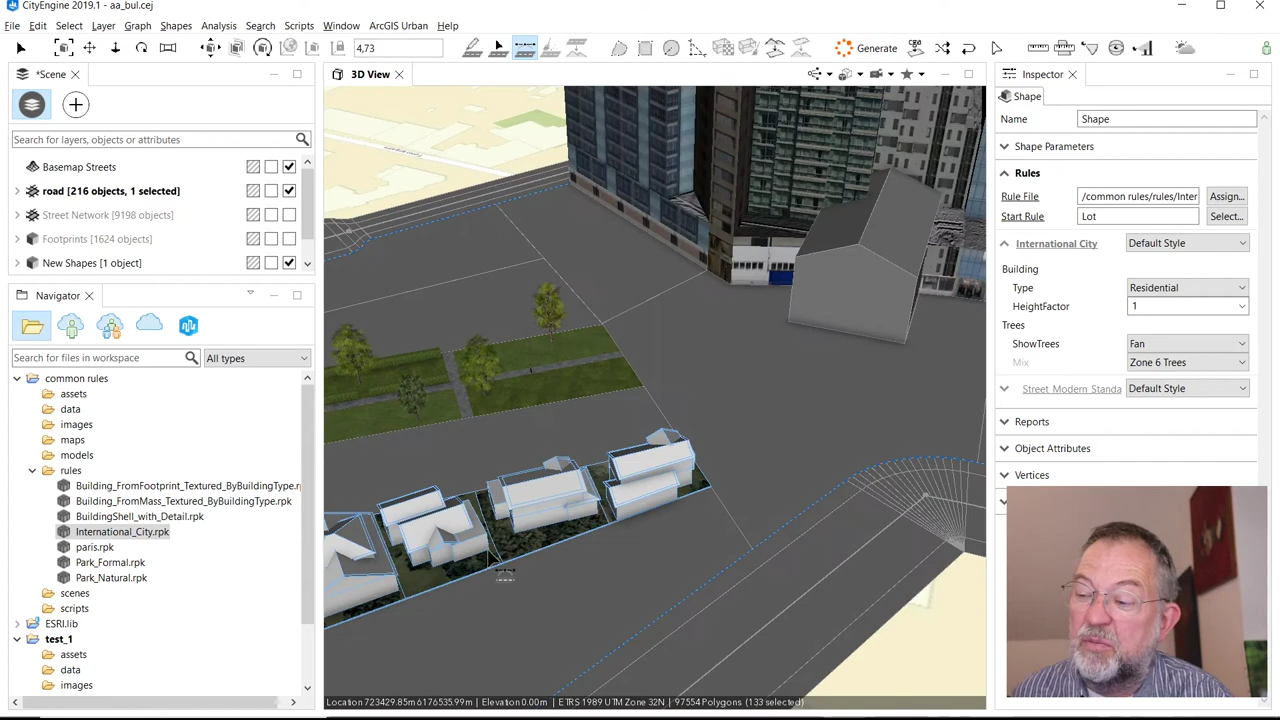 CityEngine 2019.1 - aa_bul.cej
File Edit Select Layer Graph Shapes Analysis Search Scripts Window ArcGIS Urban Help
4,73 Generate
*Scene
3D View
Inspector
Shape
Search for layers, objects or attributes
Name Shape
Basemap Streets
Shape Parameters
road [216 objects, 1 selected]
Rules
Street Network [9198 objects]
Rule File /common rules/rules/Inter Assign...
Footprints [1624 objects]
Start Rule Lot Select...
New Shapes [1 object]
International City Default Style
Building
Type Residential
HeightFactor 1
Trees
ShowTrees Fan
Mix Zone 6 Trees
Street Modern Standa Default Style
Reports
Object Attributes
Vertices
Navigator
Search for files in workspace All types
common rules
assets
data
images
maps
models
rules
Building_FromFootprint_Textured_ByBuildingType.r
Building_FromMass_Textured_ByBuildingType.rpk
BuildingShell_with_Detail.rpk
International_City.rpk
paris.rpk
Park_Formal.rpk
Park_Natural.rpk
scenes
scripts
ESRI.lib
test_1
assets
data
images
Location 723429.85m 6176535.99m | Elevation 0.00m | ETRS 1989 UTM Zone 32N | 97554 Polygons (133 selected)